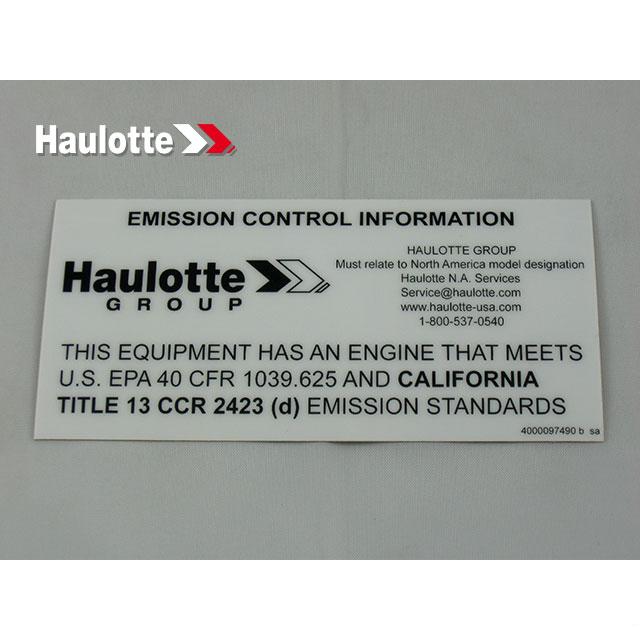 Haulotte
EMISSION CONTROL INFORMATION
Haulotte
GROUP
HAULOTTE GROUP
Must relate to North America model designation
Haulotte N.A. Services
Service@haulotte.com
www.haulotte-usa.com
1-800-537-0540
THIS EQUIPMENT HAS AN ENGINE THAT MEETS
U.S. EPA 40 CFR 1039.625 AND CALIFORNIA
TITLE 13 CCR 2423 (d) EMISSION STANDARDS
4000097490 b sa